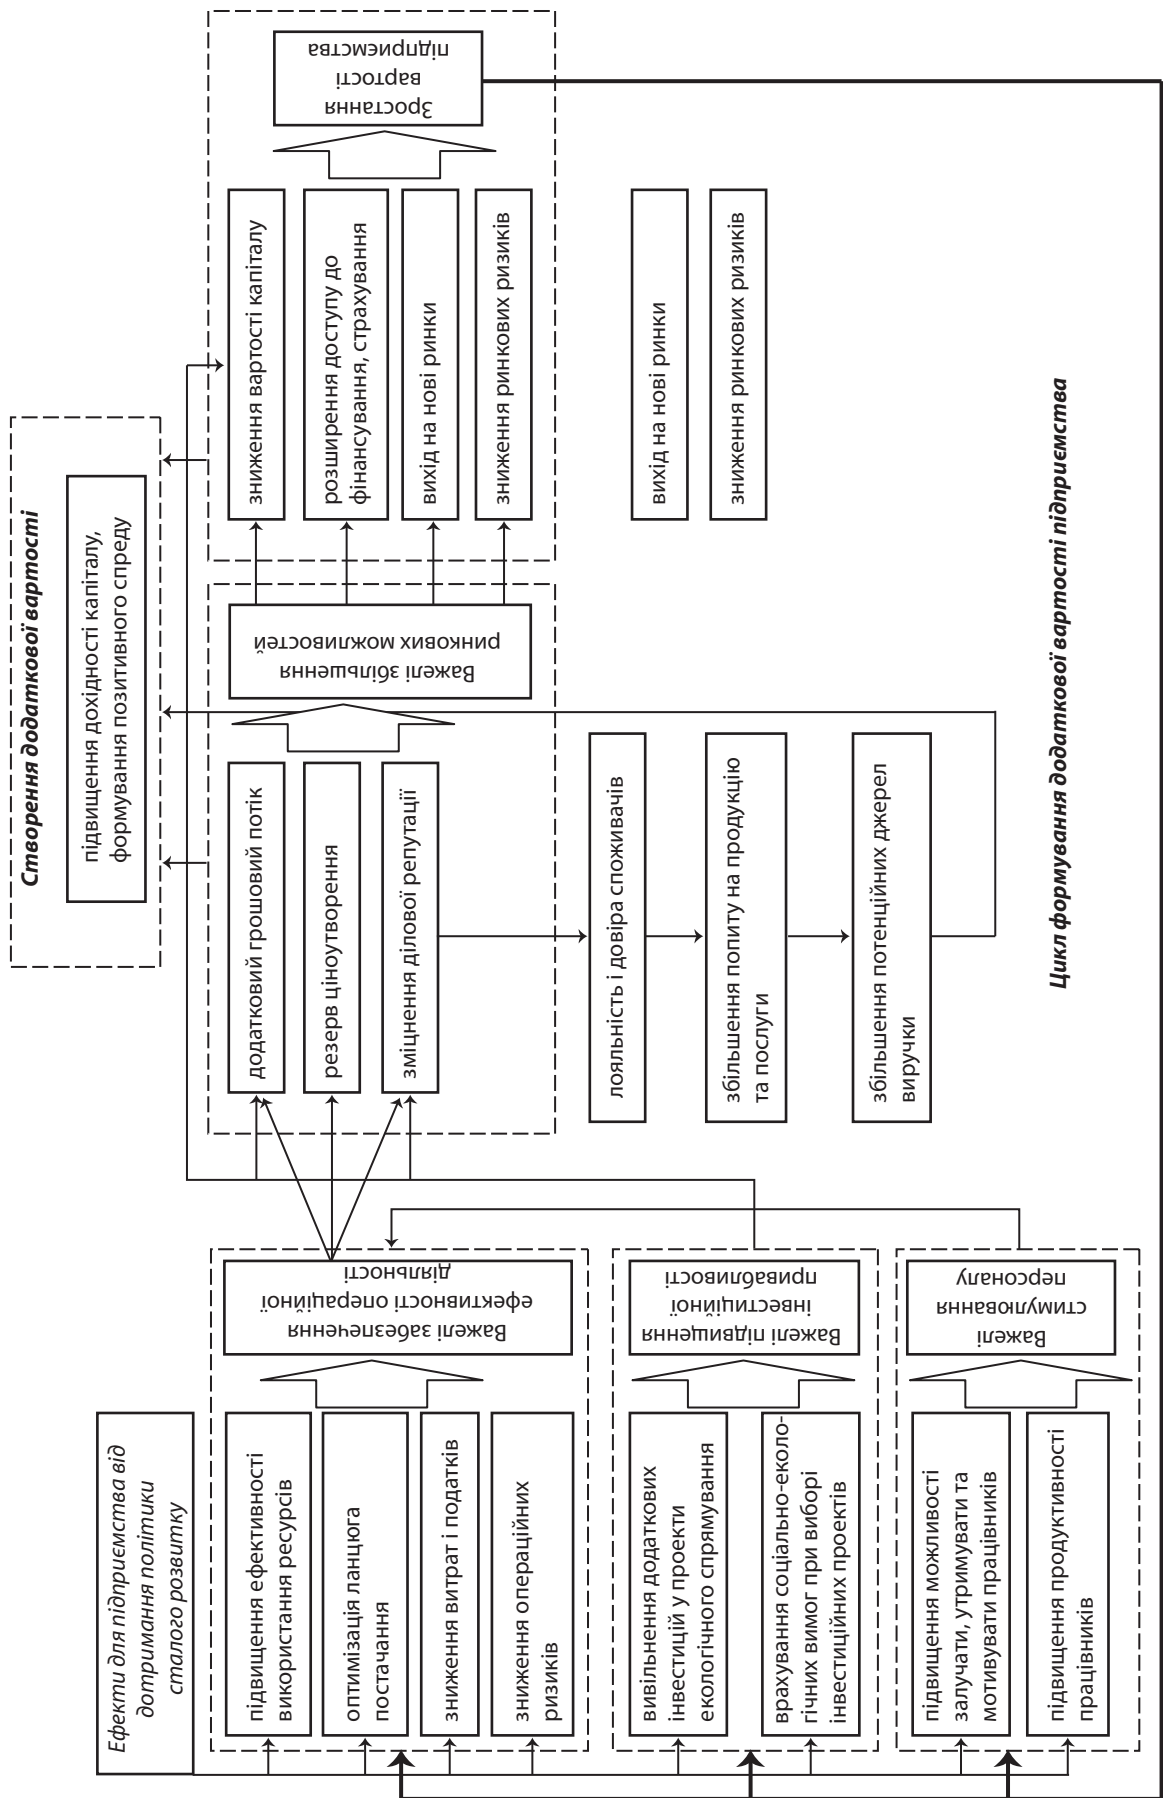 Ефекти для підприємства від
дотримання політики
сталого розвитку
підвищення ефективності
використання ресурсів
оптимізація ланцюга
постачання
зниження витрат і податків
зниження операційних
ризиків
вивільнення додаткових
інвестицій у проекти
екологічного спрямування
врахування соціально-еколо-
гічних вимог при виборі
інвестиційних проектів
підвищення можливості
залучати, утримувати та
мотивувати працівників
підвищення продуктивності
працівників
Важелі забезпечення
ефективності операційної
діяльності
Важелі підвищення
інвестиційної
привабливості
Важелі
стимулювання
персоналу
Створення додаткової вартості
підвищення дохідності капіталу,
формування позитивного спреду
додатковий грошовий потік
резерв ціноутворення
зміцнення ділової репутації
лояльність і довіра споживачів
збільшення попиту на продукцію
та послуги
збільшення потенційних джерел
виручки
Важелі збільшення
ринкових можливостей
зниження вартості капіталу
розширення доступу до
фінансування, страхування
вихід на нові ринки
зниження ринкових ризиків
вихід на нові ринки
зниження ринкових ризиків
Зростання
вартості
підприємства
Цикл формування додаткової вартості підприємства